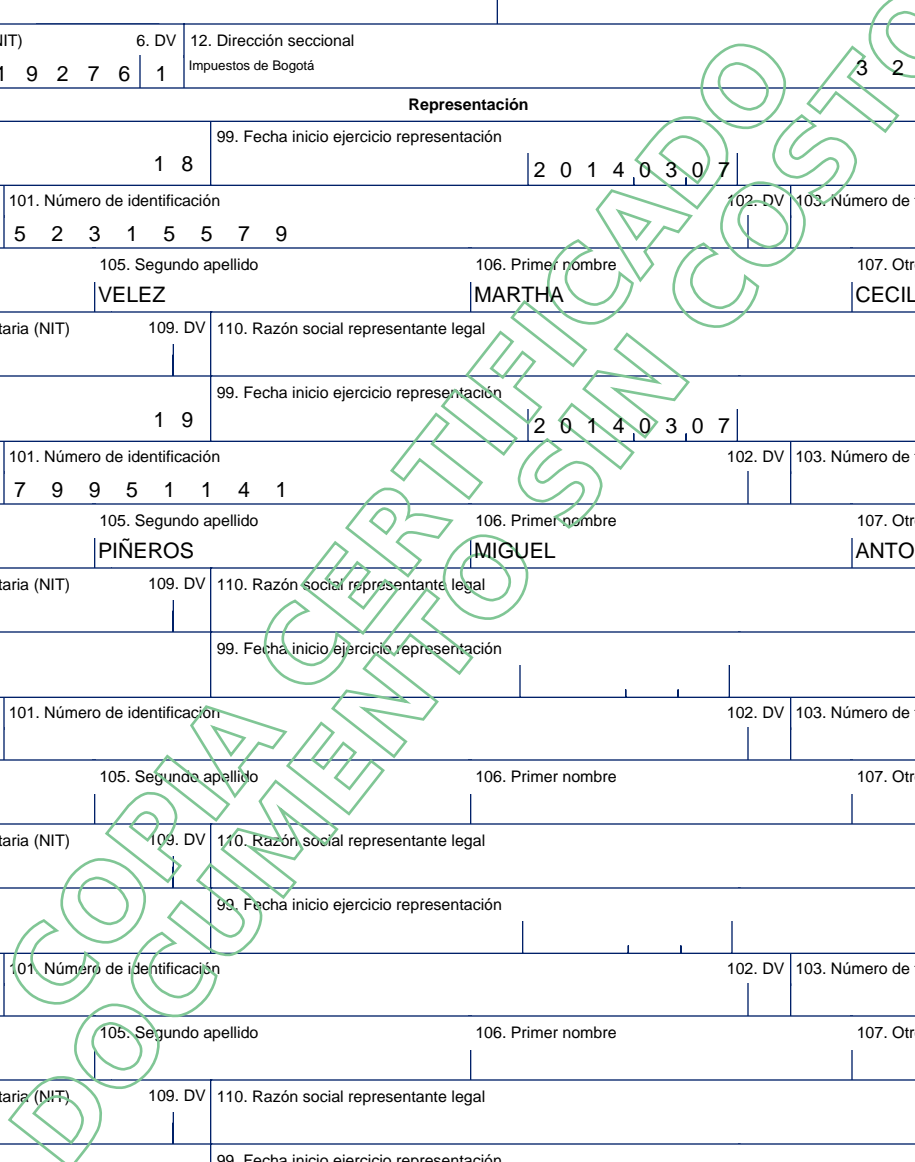 NIT) 6. DV 12. Dirección seccional
1 9 2 7 6 1 Impuestos de Bogotá 3 2
Representación
99. Fecha inicio ejercicio representación
1 8 2 0 1 4 0 3 0 7
101. Número de identificación 102. DV 103. Número de
5 2 3 1 5 5 7 9
105. Segundo apellido 106. Primer nombre 107. Otr
VELEZ MARTHA CECIL
taria (NIT) 109. DV 110. Razón social representante legal
99. Fecha inicio ejercicio representación
1 9 2 0 1 4 0 3 0 7
101. Número de identificación 102. DV 103. Número de
7 9 9 5 1 1 4 1
105. Segundo apellido 106. Primer nombre 107. Otr
PIÑEROS MIGUEL ANTO
taria (NIT) 109. DV 110. Razón social representante legal
99. Fecha inicio ejercicio representación
101. Número de identificación 102. DV 103. Número de
105. Segundo apellido 106. Primer nombre 107. Otr
taria (NIT) 109. DV 110. Razón social representante legal
99. Fecha inicio ejercicio representación
101. Número de identificación 102. DV 103. Número de
105. Segundo apellido 106. Primer nombre 107. Otr
taria (NIT) 109. DV 110. Razón social representante legal
99. Fecha inicio ejercicio representación
COPIA CERTIFICADO
DOCUMENTO SIN COSTO